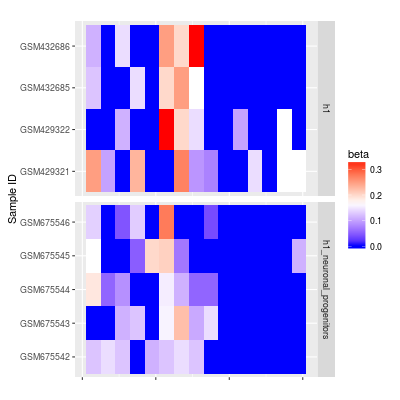 GSM432686
GSM432685
GSM429322
GSM429321
h1
GSM675546
GSM675545
GSM675544
GSM675543
GSM675542
h1_neuronal_progenitors
Sample ID
beta
0.3
0.2
0.1
0.0